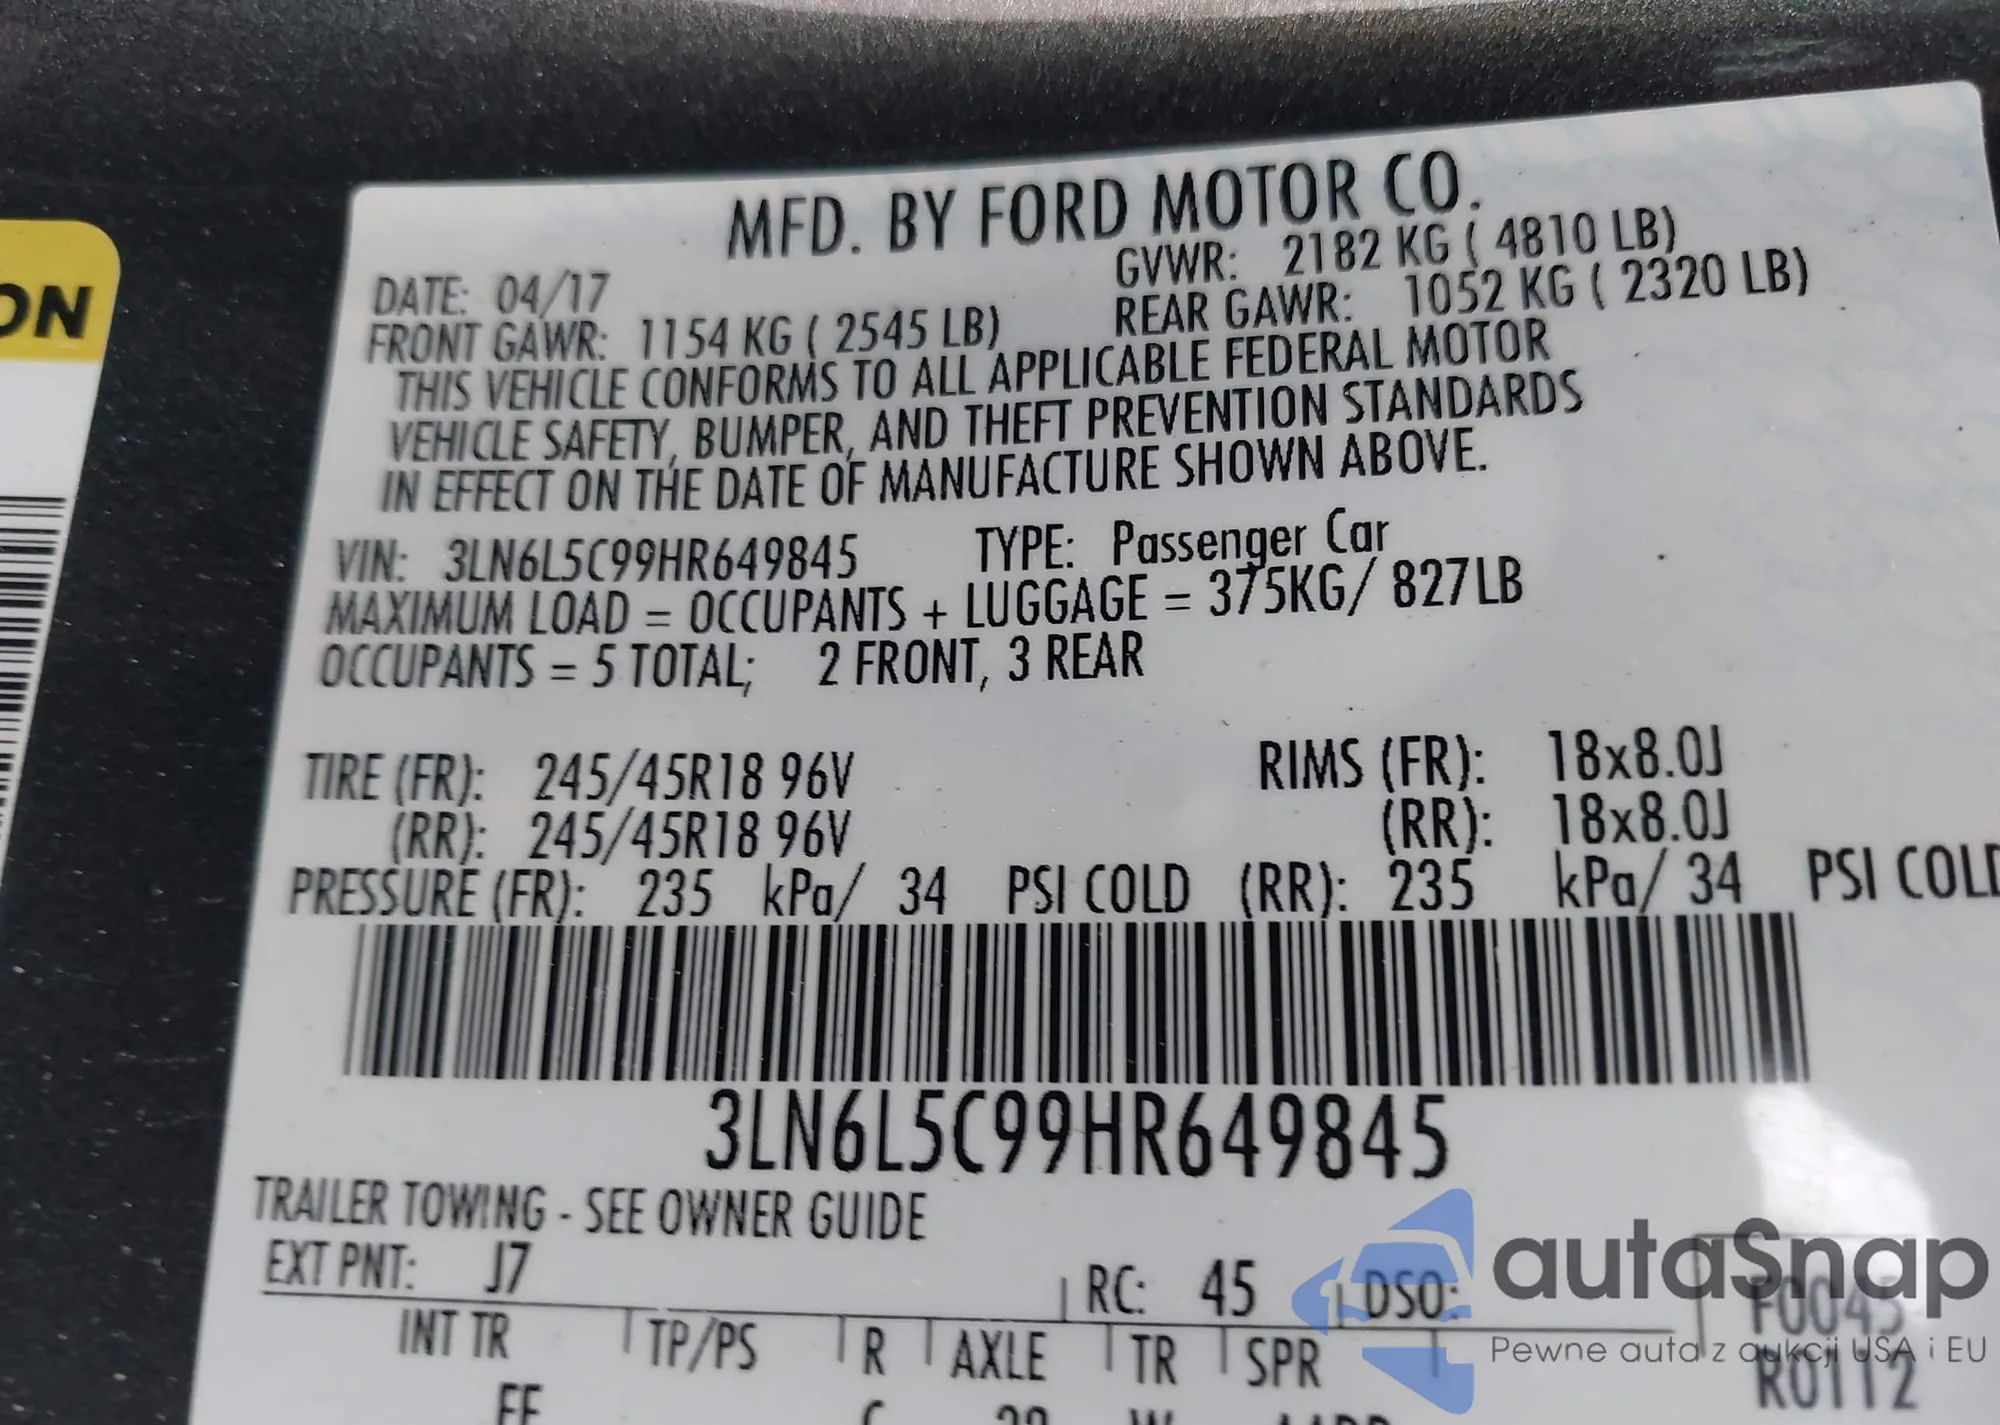 ON
MFD. BY FORD MOTOR CO.
DATE: 04/17 GVWR: 2182 KG ( 4810 LB)
FRONT GAWR: 1154 KG ( 2545 LB) REAR GAWR: 1052 KG ( 2320 LB)
THIS VEHICLE CONFORMS TO ALL APPLICABLE FEDERAL MOTOR
VEHICLE SAFETY, BUMPER, AND THEFT PREVENTION STANDARDS
IN EFFECT ON THE DATE OF MANUFACTURE SHOWN ABOVE.
VIN: 3LN6L5C99HR649845 TYPE: Passenger Car
MAXIMUM LOAD = OCCUPANTS + LUGGAGE = 375KG/ 827LB
OCCUPANTS = 5 TOTAL; 2 FRONT, 3 REAR
TIRE (FR): 245/45R18 96V RIMS (FR): 18x8.0J
(RR): 245/45R18 96V (RR): 18x8.0J
PRESSURE (FR): 235 kPa/ 34 PSI COLD (RR): 235 kPa/ 34 PSI COLD
3LN6L5C99HR649845
TRAILER TOWING - SEE OWNER GUIDE
EXT PNT: J7 RC: 45 DSO: F0045
INT TR TP/PS R AXLE TR SPR R0112
autaSnap
Pewne auta z aukcji USA i EU